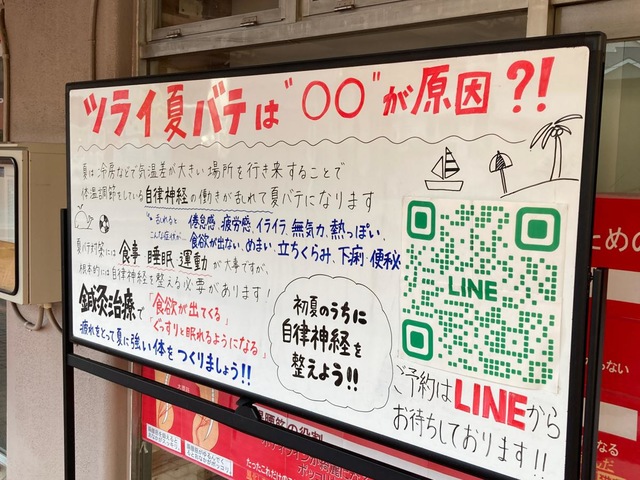 ツライ夏バテは"〇〇"が原因?!
夏は冷房などで気温差が大きい場所を行き来することで
体温調節をしている自律神経の働きが乱れて夏バテになります
乱れると
こんな症状が…
倦怠感、疲労感、イライラ、無気力、熱っぽい、
食欲が出ない、めまい、立ちくらみ、下痢・便秘
夏バテ対策には食事 睡眠 運動が大事ですが、
根本的には自律神経を整える必要があります!
鍼灸治療で「食欲が出てくる」
「ぐっすりと眠れるようになる」
疲れをとって夏に強い体をつくりましょう!!
初夏のうちに
自律神経を
整えよう!!
LINE
ご予約はLINEから
お待ちしております!!